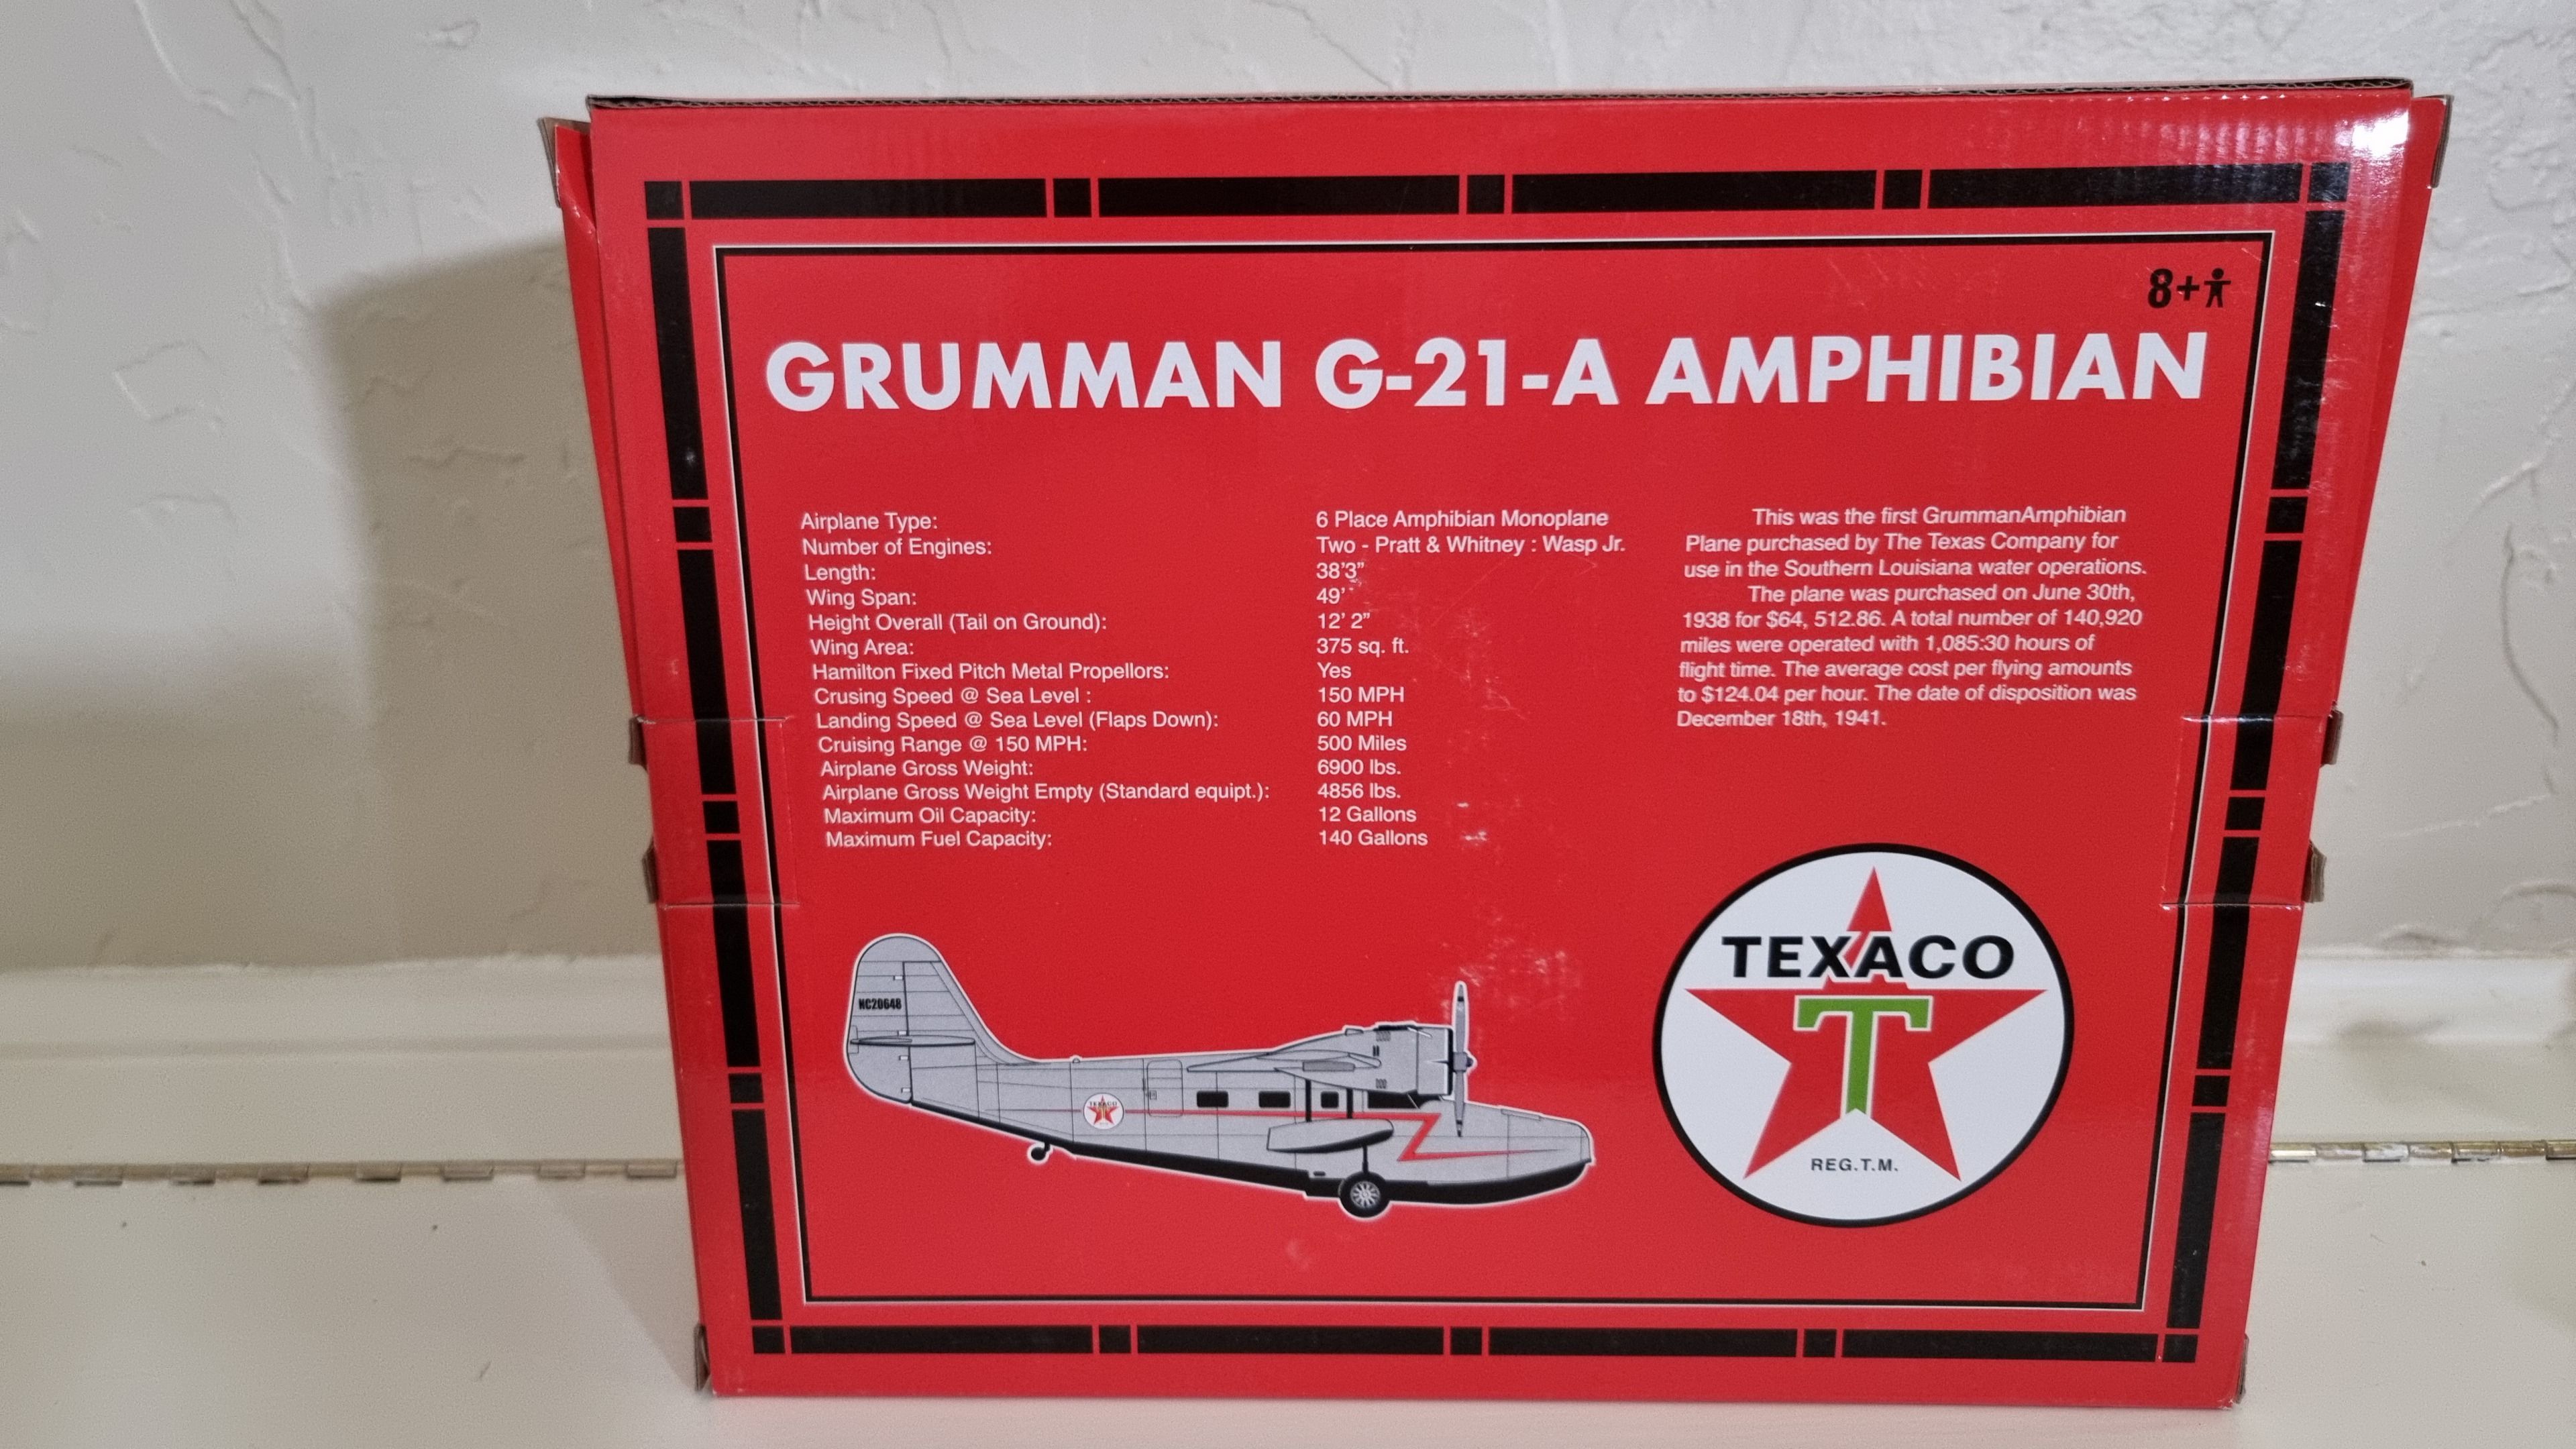 8+
GRUMMAN G-21-A AMPHIBIAN
Airplane Type: 6 Place Amphibian Monoplane
Number of Engines: Two - Pratt & Whitney : Wasp Jr.
Length: 38'3"
Wing Span: 49'
Height Overall (Tail on Ground): 12' 2"
Wing Area: 375 sq. ft.
Hamilton Fixed Pitch Metal Propellors: Yes
Crusing Speed @ Sea Level : 150 MPH
Landing Speed @ Sea Level (Flaps Down): 60 MPH
Cruising Range @ 150 MPH: 500 Miles
Airplane Gross Weight: 6900 lbs.
Airplane Gross Weight Empty (Standard equipt.): 4856 lbs.
Maximum Oil Capacity: 12 Gallons
Maximum Fuel Capacity: 140 Gallons
This was the first GrummanAmphibian
Plane purchased by The Texas Company for
use in the Southern Louisiana water operations.
The plane was purchased on June 30th,
1938 for $64, 512.86. A total number of 140,920
miles were operated with 1,085:30 hours of
flight time. The average cost per flying amounts
to $124.04 per hour. The date of disposition was
December 18th, 1941.
NC20648
TEXACO
TEXACO
T
REG.T.M.